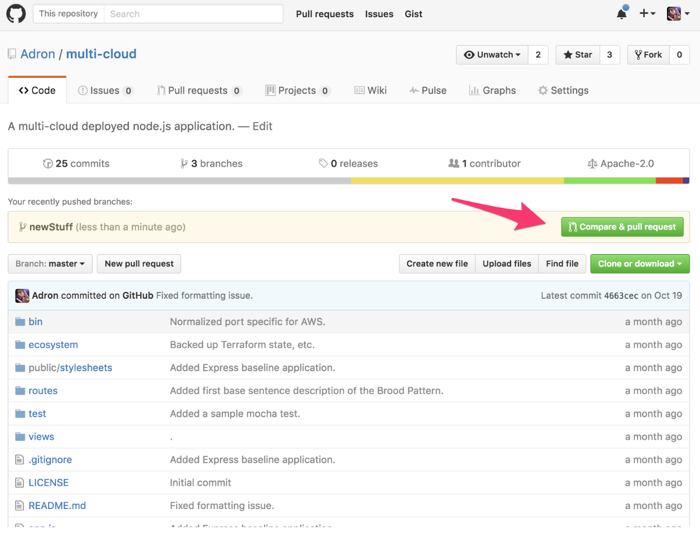 This repository Search Pull requests Issues Gist
Adron / multi-cloud Unwatch 2 Star 3 Fork 0
Code Issues 0 Pull requests 0 Projects 0 Wiki Pulse Graphs Settings
A multi-cloud deployed node.js application. — Edit
25 commits 3 branches 0 releases 1 contributor Apache-2.0
Your recently pushed branches:
newStuff (less than a minute ago) Compare & pull request
Branch: master New pull request Create new file Upload files Find file Clone or download
Adron committed on GitHub Fixed formatting issue. Latest commit 4663cec on Oct 19
bin Normalized port specific for AWS. a month ago
ecosystem Backed up Terraform state, etc. a month ago
public/stylesheets Added Express baseline application. a month ago
routes Added first base sentence description of the Brood Pattern. a month ago
test Added a sample mocha test. a month ago
views . a month ago
.gitignore Added Express baseline application. a month ago
LICENSE Initial commit a month ago
README.md Fixed formatting issue. a month ago
Added Express baseline application. a month ago